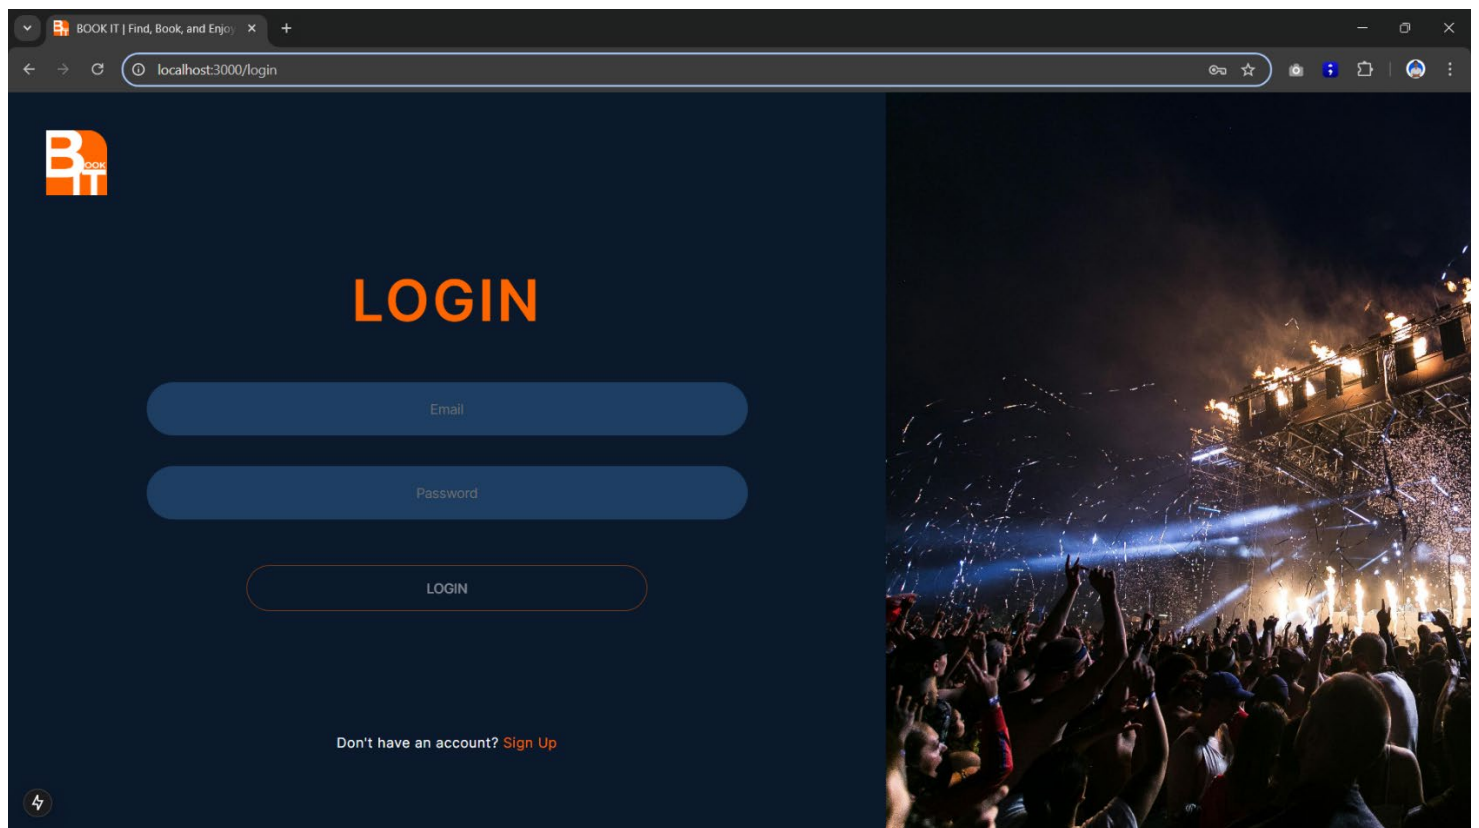 BOOK IT | Find, Book, and Enjoy
localhost:3000/login
BOOK
IT
LOGIN
Email
Password
LOGIN
Don't have an account? Sign Up